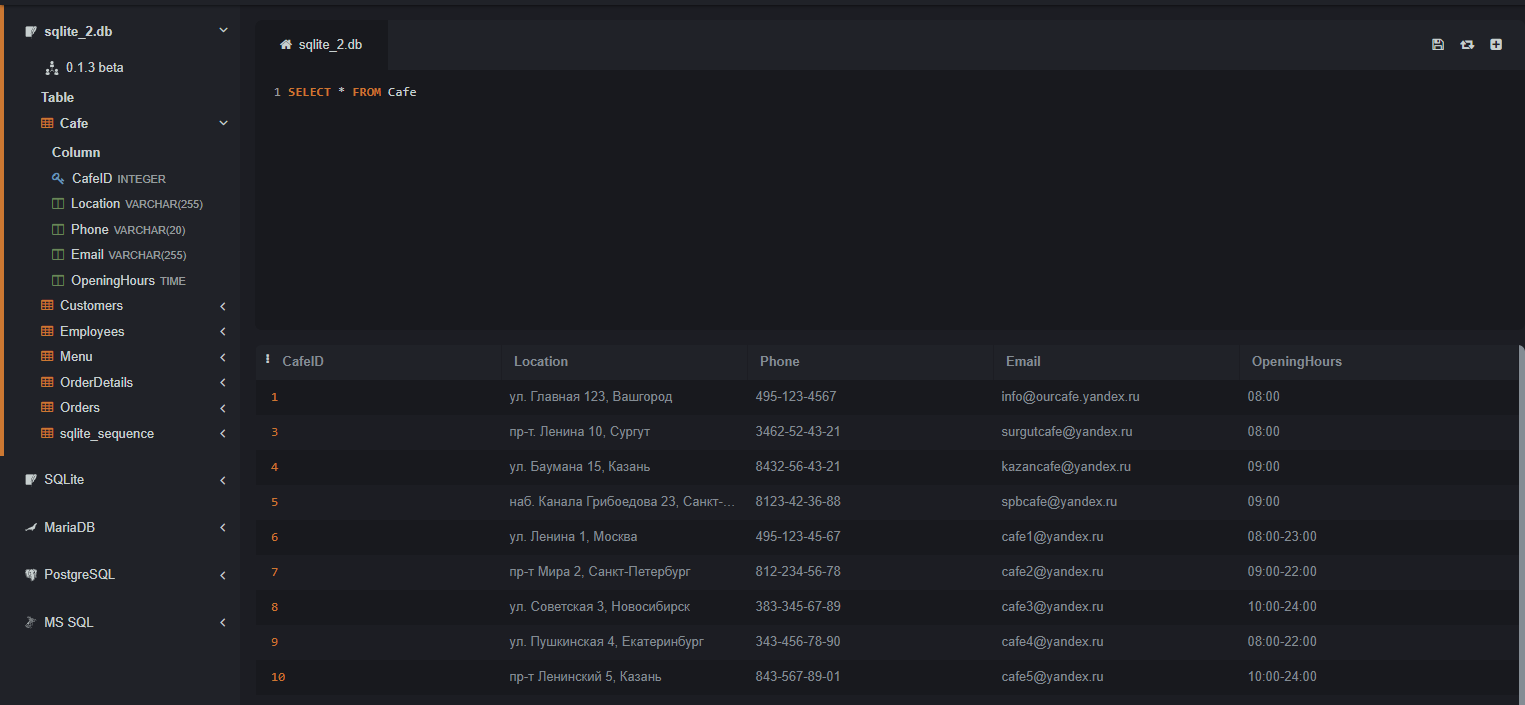 sqlite_2.db
0.1.3 beta
Table
Cafe
Column
CafeID INTEGER
Location VARCHAR(255)
Phone VARCHAR(20)
Email VARCHAR(255)
OpeningHours TIME
Customers
Employees
Menu
OrderDetails
Orders
sqlite_sequence
SQLite
MariaDB
PostgreSQL
MS SQL
sqlite_2.db
1 SELECT * FROM Cafe
CafeID Location Phone Email OpeningHours
1 ул. Главная 123, Вашгород 495-123-4567 info@ourcafe.yandex.ru 08:00
3 пр-т. Ленина 10, Сургут 3462-52-43-21 surgutcafe@yandex.ru 08:00
4 ул. Баумана 15, Казань 8432-56-43-21 kazancafe@yandex.ru 09:00
5 наб. Канала Грибоедова 23, Санкт-... 8123-42-36-88 spbcafe@yandex.ru 09:00
6 ул. Ленина 1, Москва 495-123-45-67 cafe1@yandex.ru 08:00-23:00
7 пр-т Мира 2, Санкт-Петербург 812-234-56-78 cafe2@yandex.ru 09:00-22:00
8 ул. Советская 3, Новосибирск 383-345-67-89 cafe3@yandex.ru 10:00-24:00
9 ул. Пушкинская 4, Екатеринбург 343-456-78-90 cafe4@yandex.ru 08:00-22:00
10 пр-т Ленинский 5, Казань 843-567-89-01 cafe5@yandex.ru 10:00-24:00